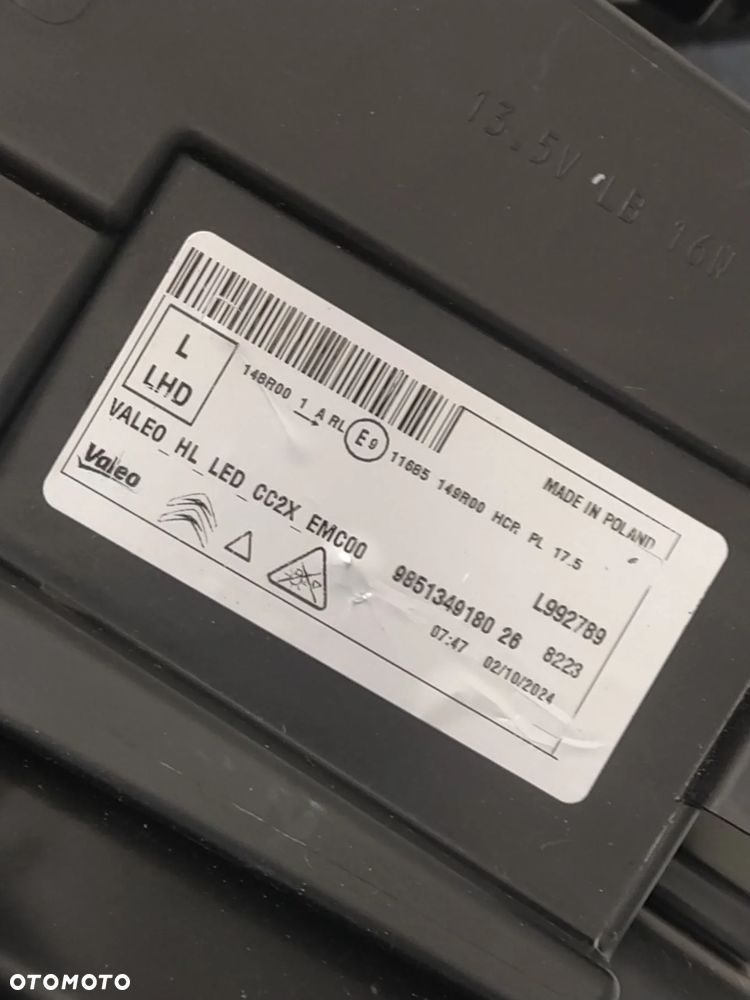 13.5V LB 16W
L
LHD
148R00 1 A RL E9 11685 149R00 HCR PL 17.5
MADE IN POLAND
VALEO_HL_LED_CC2X_EMC00
9851349180 26
L992789
8223
07:47 02/10/2024
Valeo
OTOMOTO